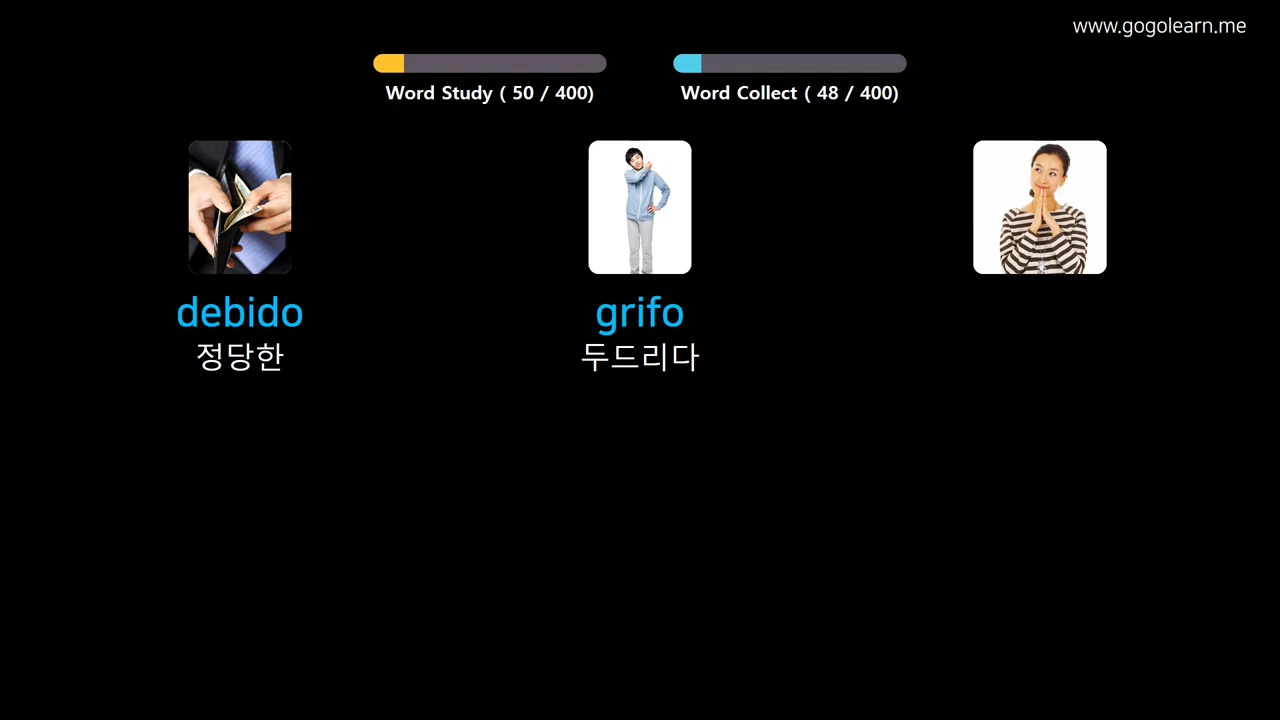 www.gogolearn.me
Word Study ( 50 / 400)
Word Collect ( 48 / 400)
debido
정당한
grifo
두드리다